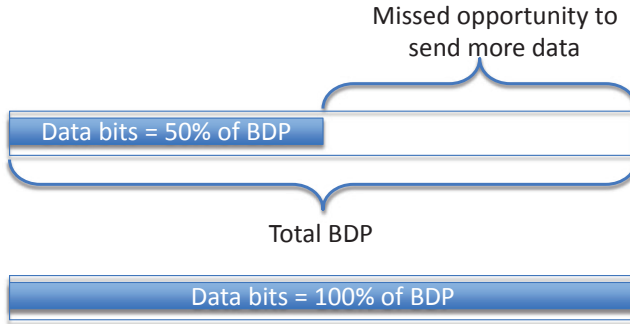 Missed opportunity to
send more data
Data bits = 50% of BDP
Total BDP
Data bits = 100% of BDP